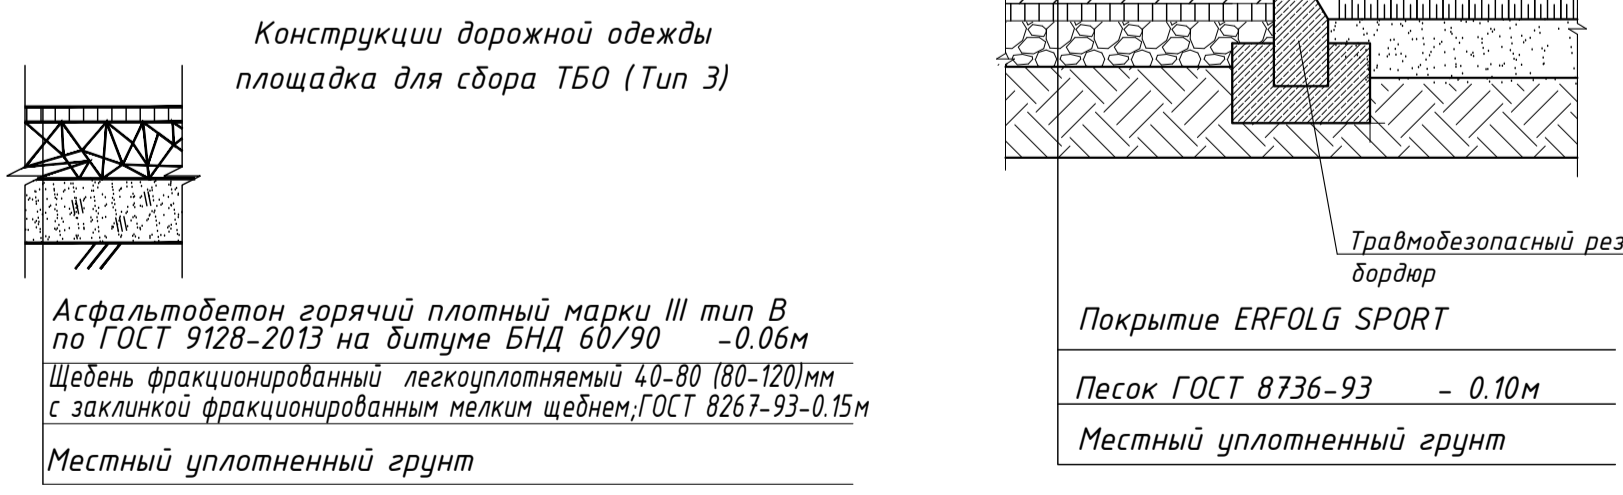 Конструкции дорожной одежды
площадка для сбора ТБО (Тип 3)
Асфальтобетон горячий плотный марки III тип В
по ГОСТ 9128-2013 на битуме БНД 60/90 -0.06м
Щебень фракционированный легкоуплотняемый 40-80 (80-120)мм
с заклинкой фракционированным мелким щебнем;ГОСТ 8267-93-0.15м
Местный уплотненный грунт
Травмобезопасный рез
бордюр
Покрытие ERFOLG SPORT
Песок ГОСТ 8736-93 - 0.10м
Местный уплотненный грунт